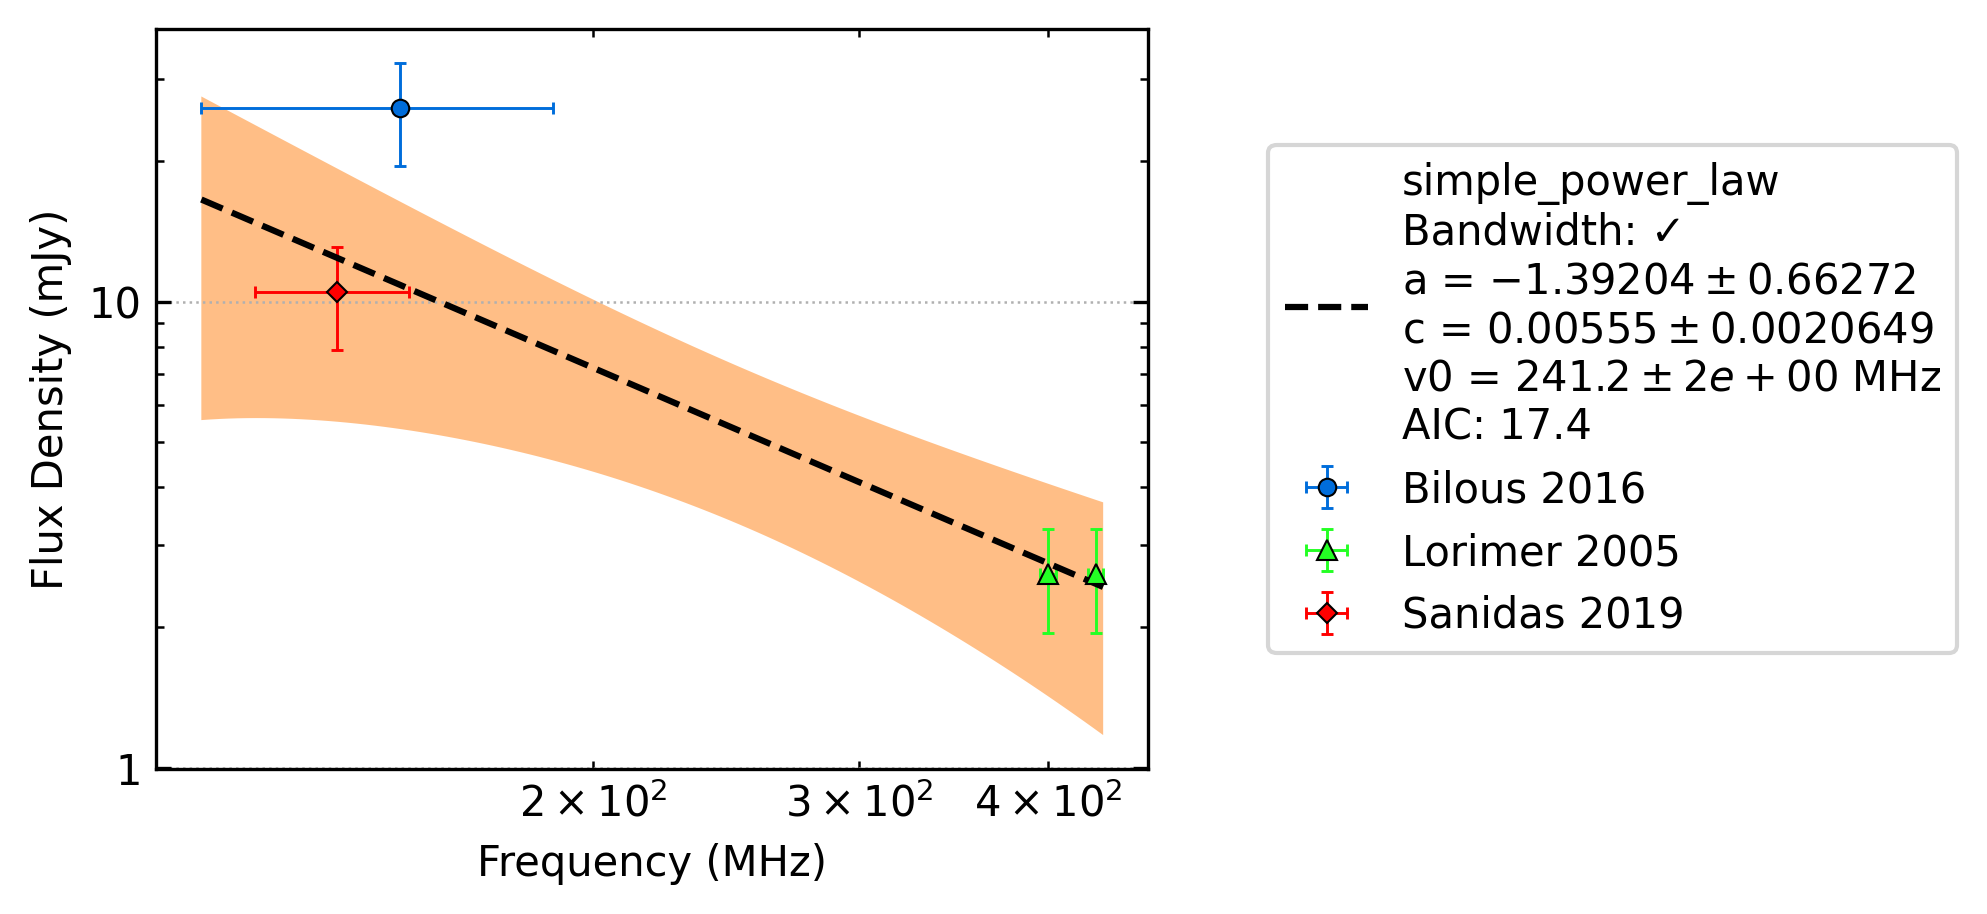 10
1
Flux Density (mJy)
2 × 10²
3 × 10²
4 × 10²
Frequency (MHz)
simple_power_law
Bandwidth: ✓
a = −1.39204 ± 0.66272
c = 0.00555 ± 0.0020649
v0 = 241.2 ± 2e + 00 MHz
AIC: 17.4
Bilous 2016
Lorimer 2005
Sanidas 2019